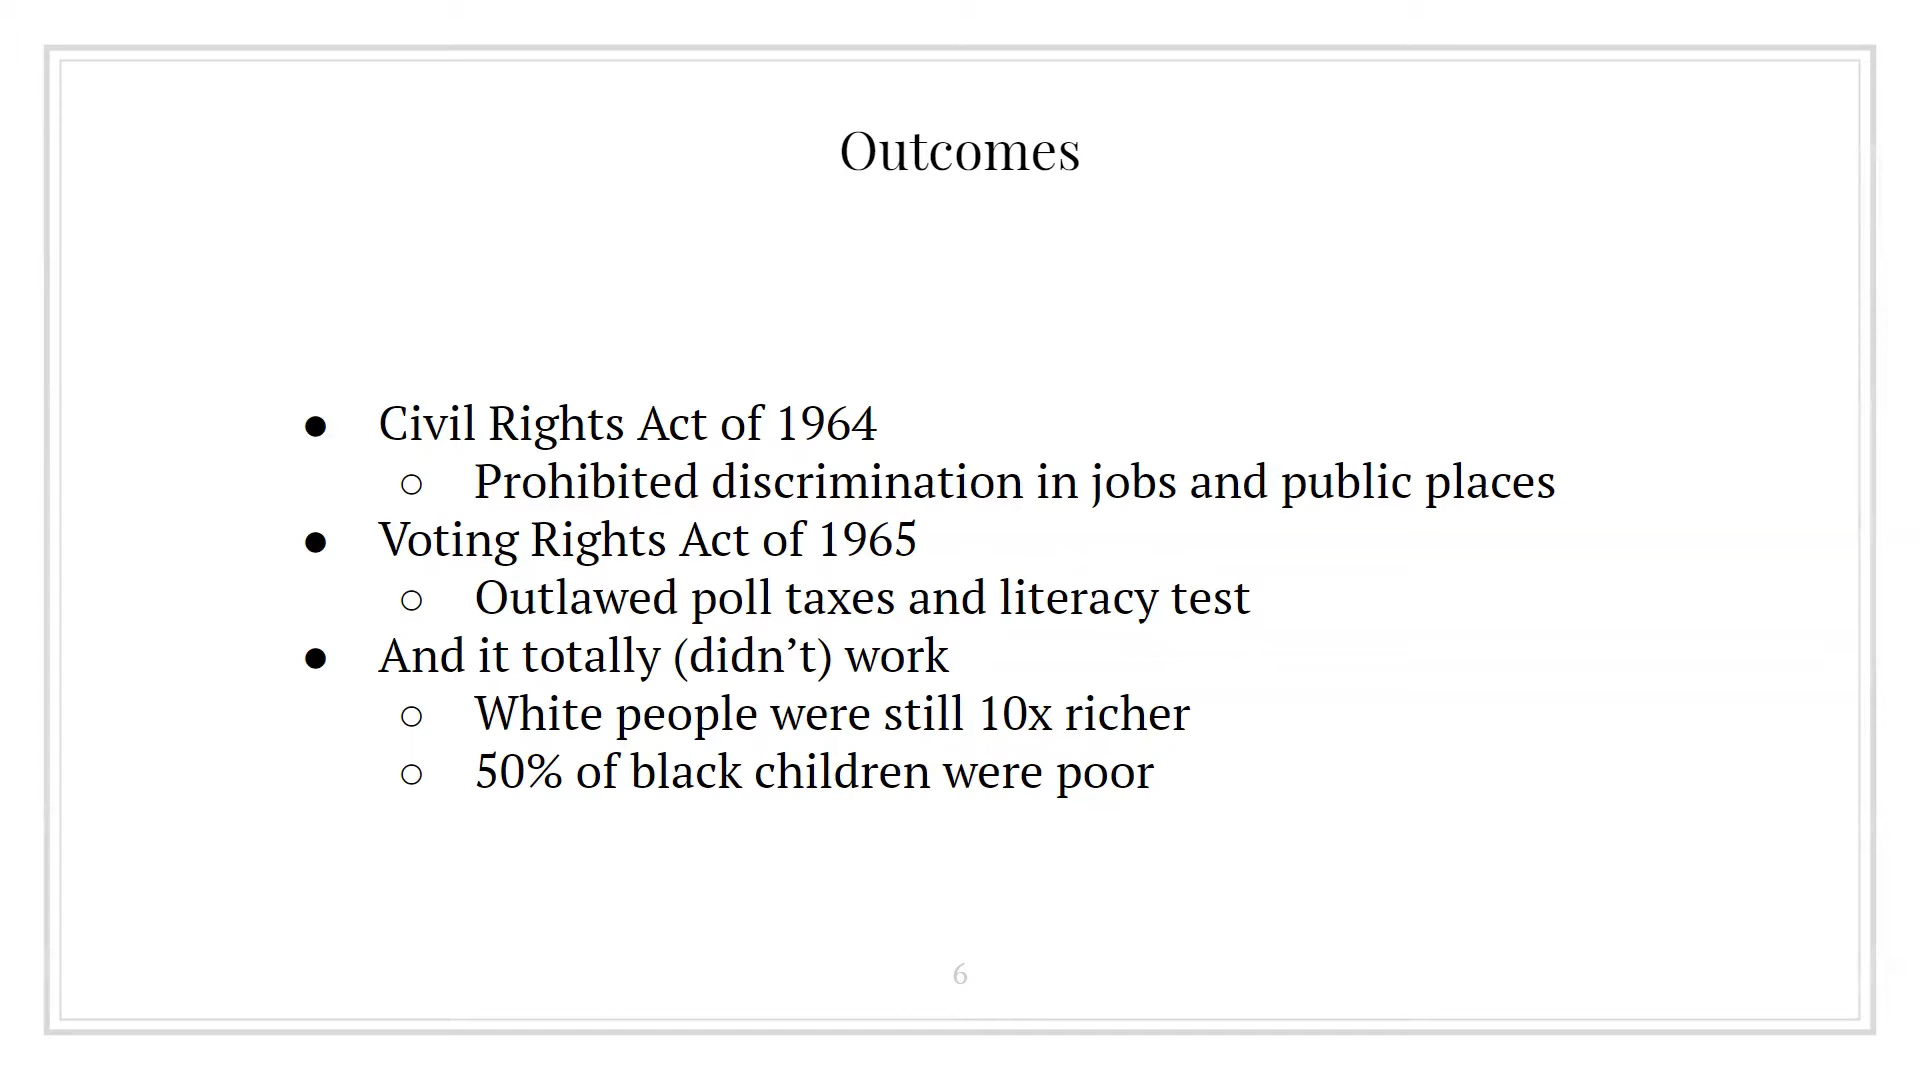 Outcomes
● Civil Rights Act of 1964
○ Prohibited discrimination in jobs and public places
● Voting Rights Act of 1965
○ Outlawed poll taxes and literacy test
● And it totally (didn’t) work
○ White people were still 10x richer
○ 50% of black children were poor
6